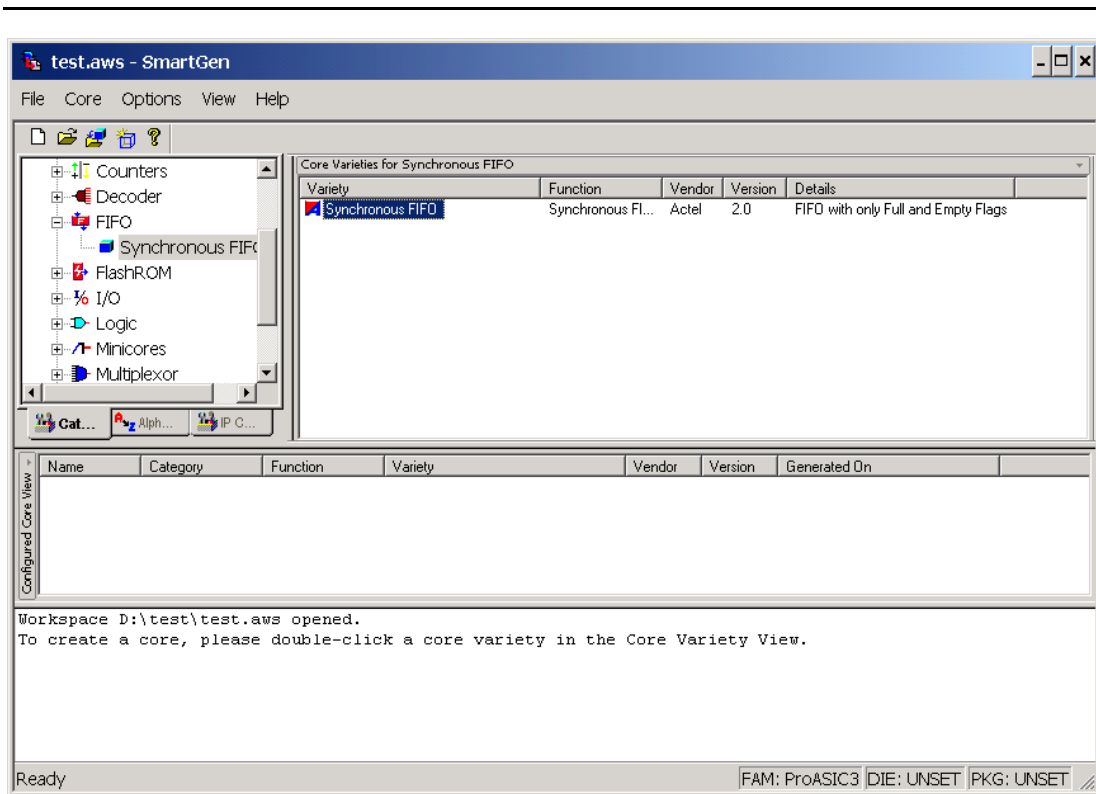 test.aws - SmartGen
File Core Options View Help
Counters
Decoder
FIFO
Synchronous FIF
FlashROM
I/O
Logic
Minicores
Multiplexor
Cat... Alph... IP C...
Core Varieties for Synchronous FIFO
Variety Function Vendor Version Details
Synchronous FIFO Synchronous FI... Actel 2.0 FIFO with only Full and Empty Flags
Configured Core View
Name Category Function Variety Vendor Version Generated On
Workspace D:\test\test.aws opened.
To create a core, please double-click a core variety in the Core Variety View.
Ready FAM: ProASIC3 DIE: UNSET PKG: UNSET